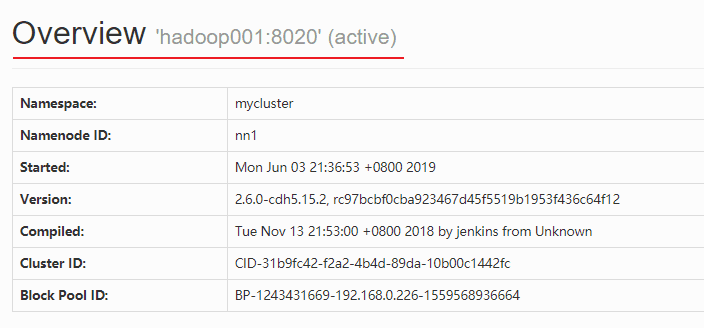 Overview 'hadoop001:8020' (active)
Namespace: mycluster
Namenode ID: nn1
Started: Mon Jun 03 21:36:53 +0800 2019
Version: 2.6.0-cdh5.15.2, rc97bcbf0cba923467d45f5519b1953f436c64f12
Compiled: Tue Nov 13 21:53:00 +0800 2018 by jenkins from Unknown
Cluster ID: CID-31b9fc42-f2a2-4b4d-89da-10b00c1442fc
Block Pool ID: BP-1243431669-192.168.0.226-1559568936664